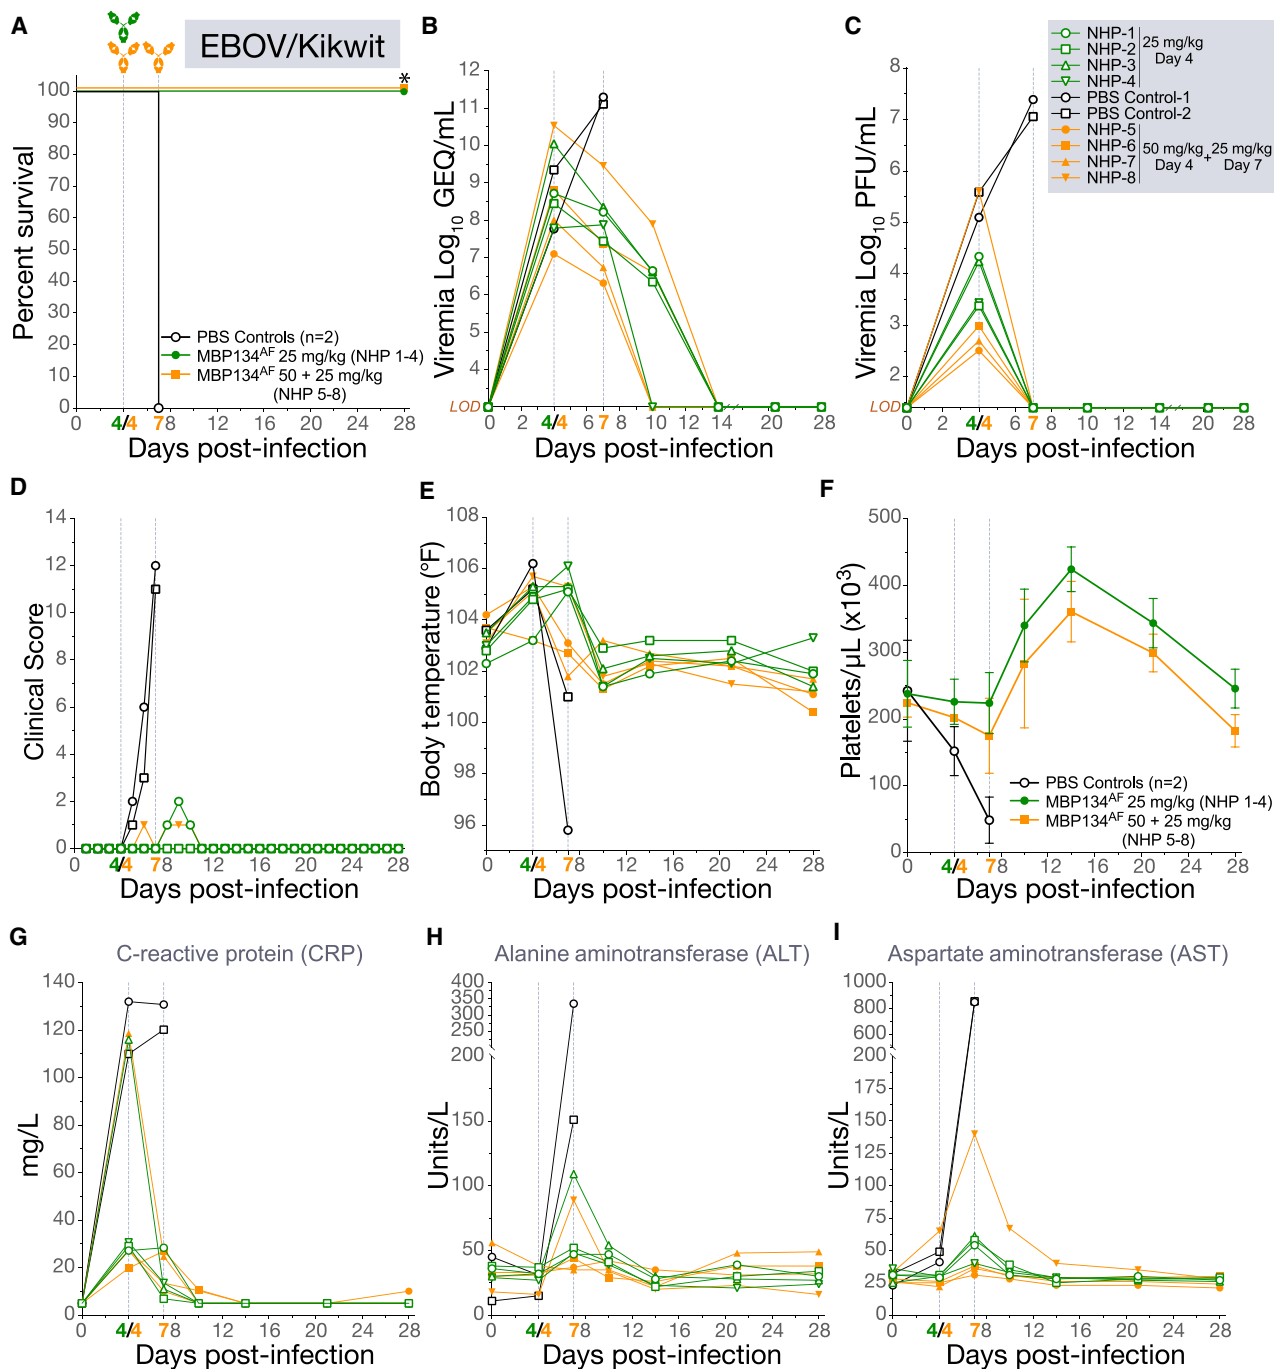 A
EBOV/Kikwit
*
Percent survival
100
90
80
70
60
50
40
30
20
10
0
PBS Controls (n=2)
MBP134AF 25 mg/kg (NHP 1-4)
MBP134AF 50 + 25 mg/kg
(NHP 5-8)
0 4/4 7 8 12 16 20 24 28
Days post-infection
B
Viremia Log10 GEQ/mL
12
11
10
9
8
7
6
5
4
LOD
0 2 4/4 7 8 10 12 14 20 28
Days post-infection
C
NHP-1
NHP-2
NHP-3
NHP-4
25 mg/kg
Day 4
PBS Control-1
PBS Control-2
NHP-5
NHP-6
NHP-7
NHP-8
50 mg/kg + 25 mg/kg
Day 4 Day 7
Viremia Log10 PFU/mL
8
7
6
5
4
3
2
LOD
0 2 4/4 7 8 10 12 14 20 28
Days post-infection
D
Clinical Score
14
12
10
8
6
4
2
0
0 4/4 7 8 12 16 20 24 28
Days post-infection
E
Body temperature (°F)
108
106
104
102
100
98
96
0 4/4 7 8 12 16 20 24 28
Days post-infection
F
Platelets/µL (x10³)
500
400
300
200
100
0
PBS Controls (n=2)
MBP134AF 25 mg/kg (NHP 1-4)
MBP134AF 50 + 25 mg/kg
(NHP 5-8)
0 4/4 7 8 12 16 20 24 28
Days post-infection
G
C-reactive protein (CRP)
mg/L
140
120
100
80
60
40
20
0
0 4/4 7 8 12 16 20 24 28
Days post-infection
H
Alanine aminotransferase (ALT)
Units/L
400
350
300
250
200
150
100
50
0
0 4/4 7 8 12 16 20 24 28
Days post-infection
I
Aspartate aminotransferase (AST)
Units/L
1000
800
600
400
200
175
150
125
100
75
50
25
0
0 4/4 7 8 12 16 20 24 28
Days post-infection